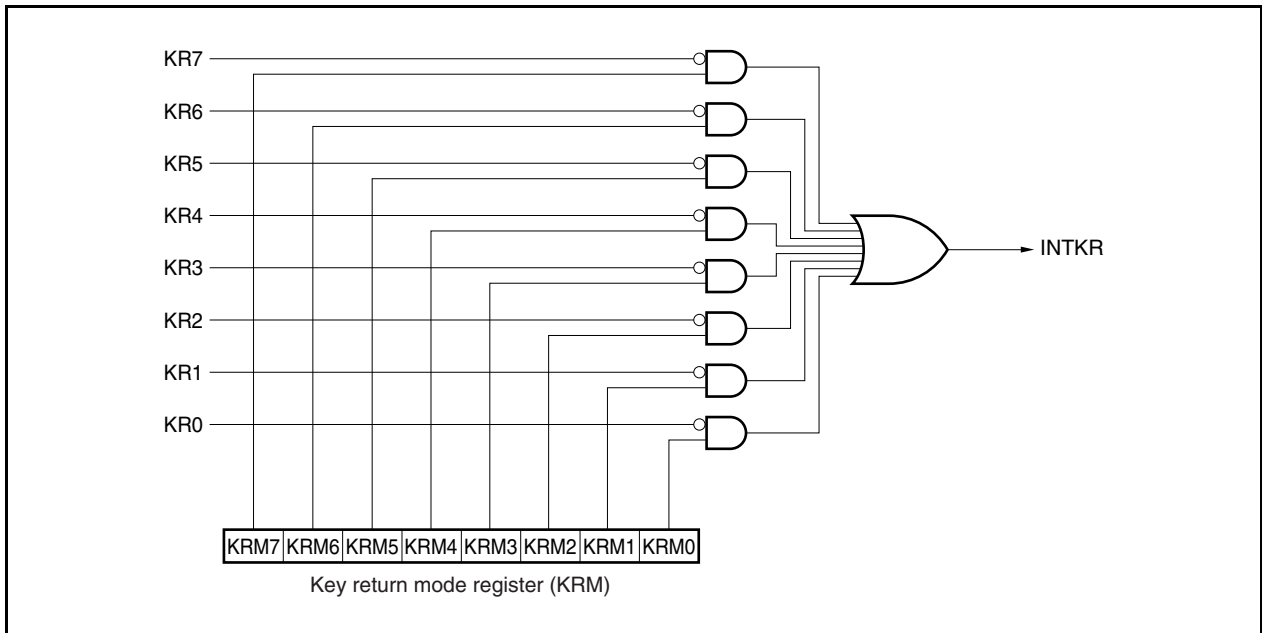 KR7
KR6
KR5
KR4
KR3
KR2
KR1
KR0
INTKR
KRM7 KRM6 KRM5 KRM4 KRM3 KRM2 KRM1 KRM0
Key return mode register (KRM)